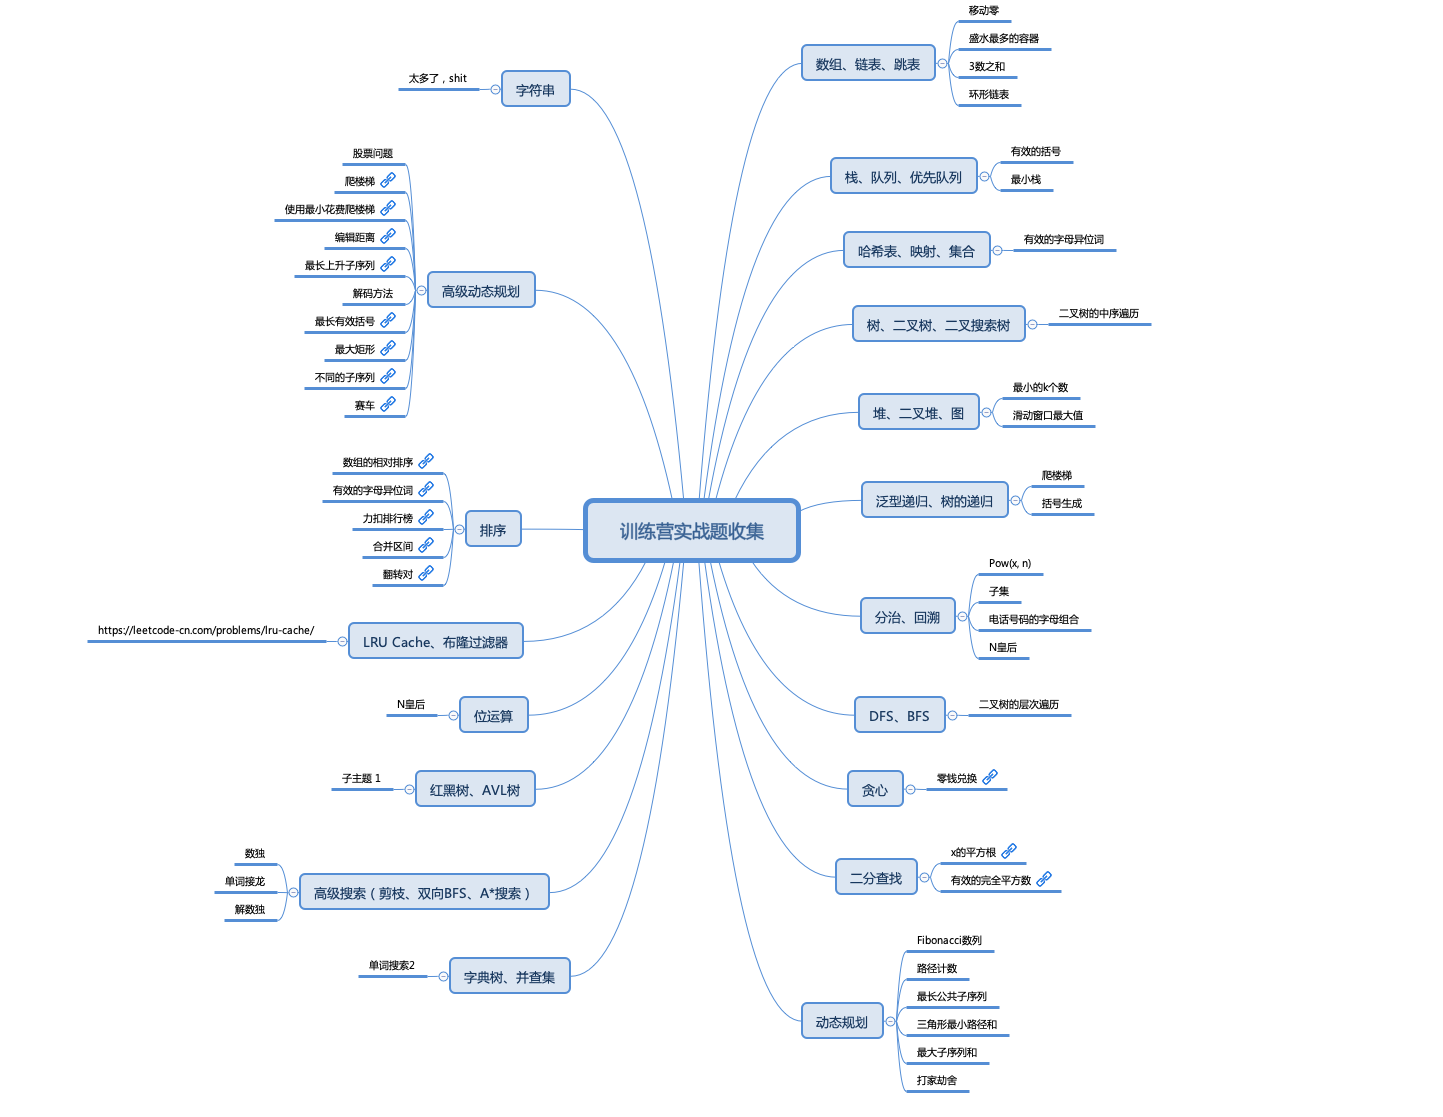 训练营实战题收集
数组、链表、跳表
移动零
盛水最多的容器
3数之和
环形链表
栈、队列、优先队列
有效的括号
最小栈
哈希表、映射、集合
有效的字母异位词
树、二叉树、二叉搜索树
二叉树的中序遍历
堆、二叉堆、图
最小的k个数
滑动窗口最大值
泛型递归、树的递归
爬楼梯
括号生成
分治、回溯
Pow(x, n)
子集
电话号码的字母组合
N皇后
DFS、BFS
二叉树的层次遍历
贪心
零钱兑换
二分查找
x的平方根
有效的完全平方数
动态规划
Fibonacci数列
路径计数
最长公共子序列
三角形最小路径和
最大子序列和
打家劫舍
字符串
太多了，shit
高级动态规划
股票问题
爬楼梯
使用最小花费爬楼梯
编辑距离
最长上升子序列
解码方法
最长有效括号
最大矩形
不同的子序列
赛车
排序
数组的相对排序
有效的字母异位词
力扣排行榜
合并区间
翻转对
LRU Cache、布隆过滤器
https://leetcode-cn.com/problems/lru-cache/
位运算
N皇后
红黑树、AVL树
子主题 1
高级搜索（剪枝、双向BFS、A*搜索）
数独
单词接龙
解数独
字典树、并查集
单词搜索2